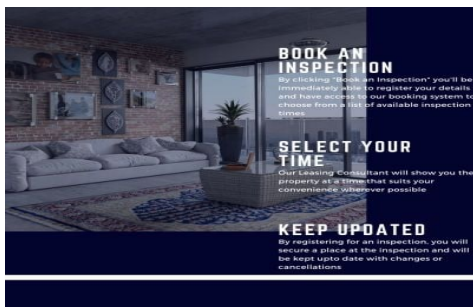 BOOK AN
INSPECTION
By clicking "Book an Inspection" you'll be
immediately able to register your details
and have access to our booking system to
choose from a list of available inspection
times
SELECT YOUR
TIME
Our Leasing Consultant will show you the
property at a time that suits your
convenience wherever possible
KEEP UPDATED
By registering for an inspection, you will
secure a place at the inspection and will
be kept upto date with changes or
cancellations